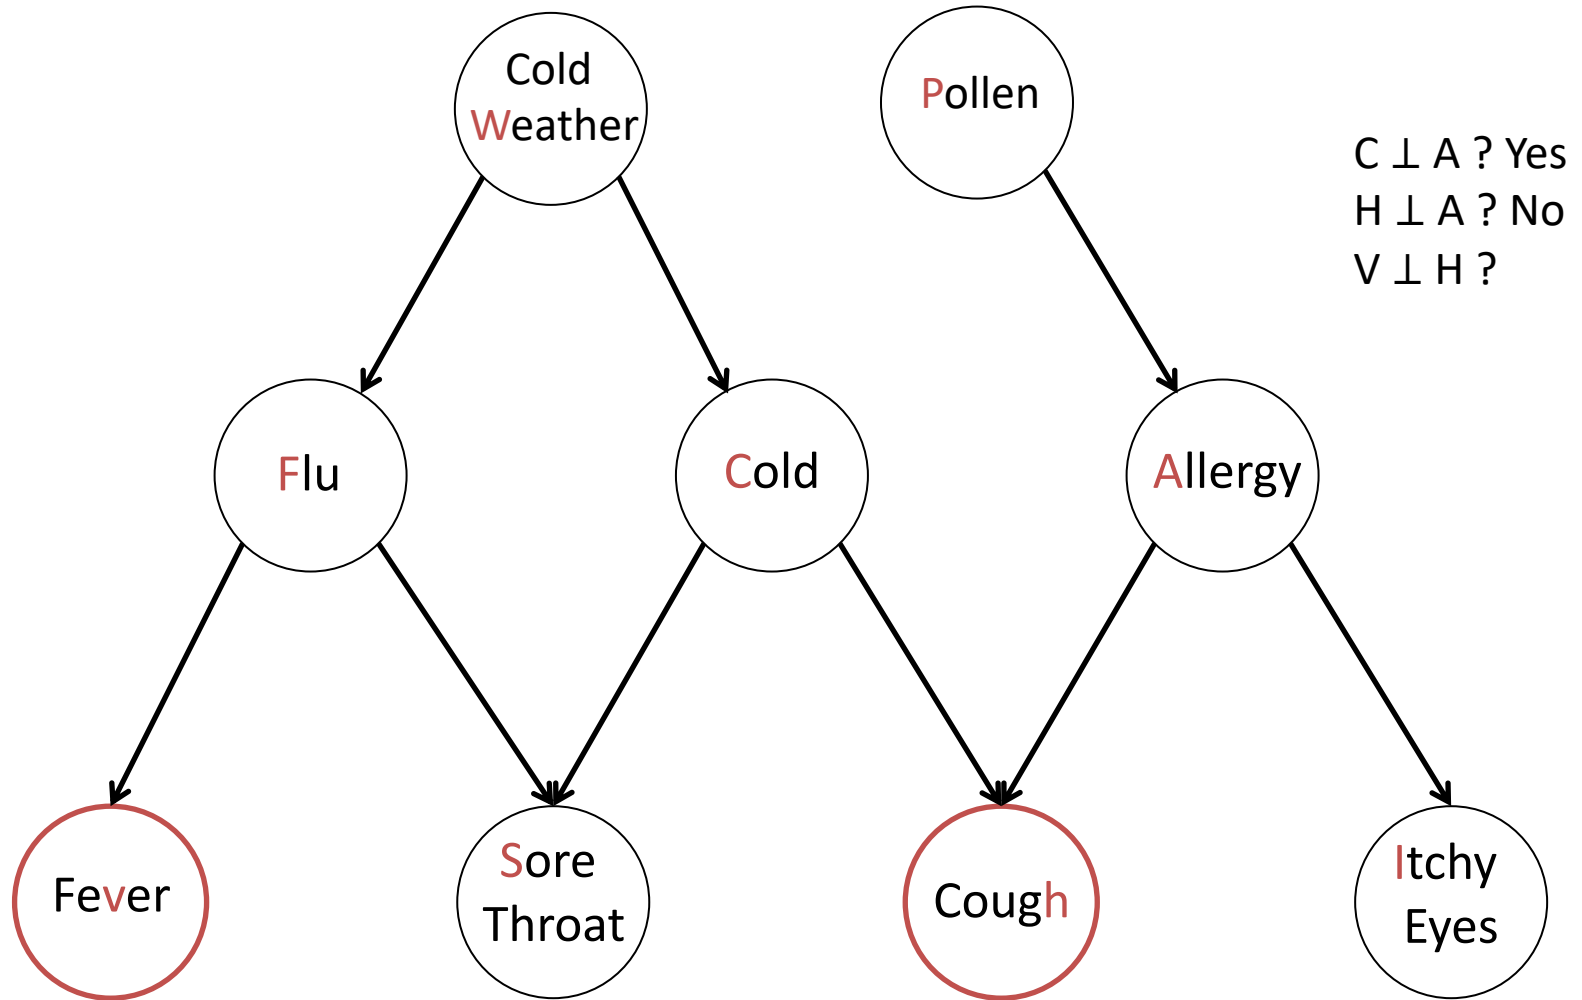 Cold
Weather
Pollen
C ⊥ A ? Yes
H ⊥ A ? No
V ⊥ H ?
Flu
Cold
Allergy
Fever
Sore
Throat
Cough
Itchy
Eyes